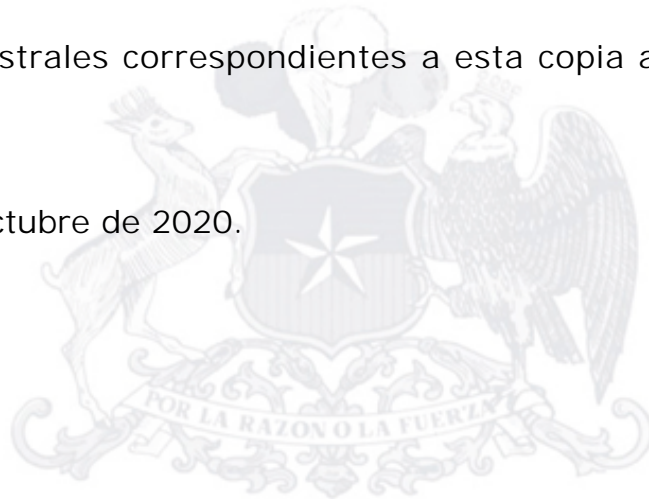 strales correspondientes a esta copia a
ctubre de 2020.
POR LA RAZON O LA FUERZA